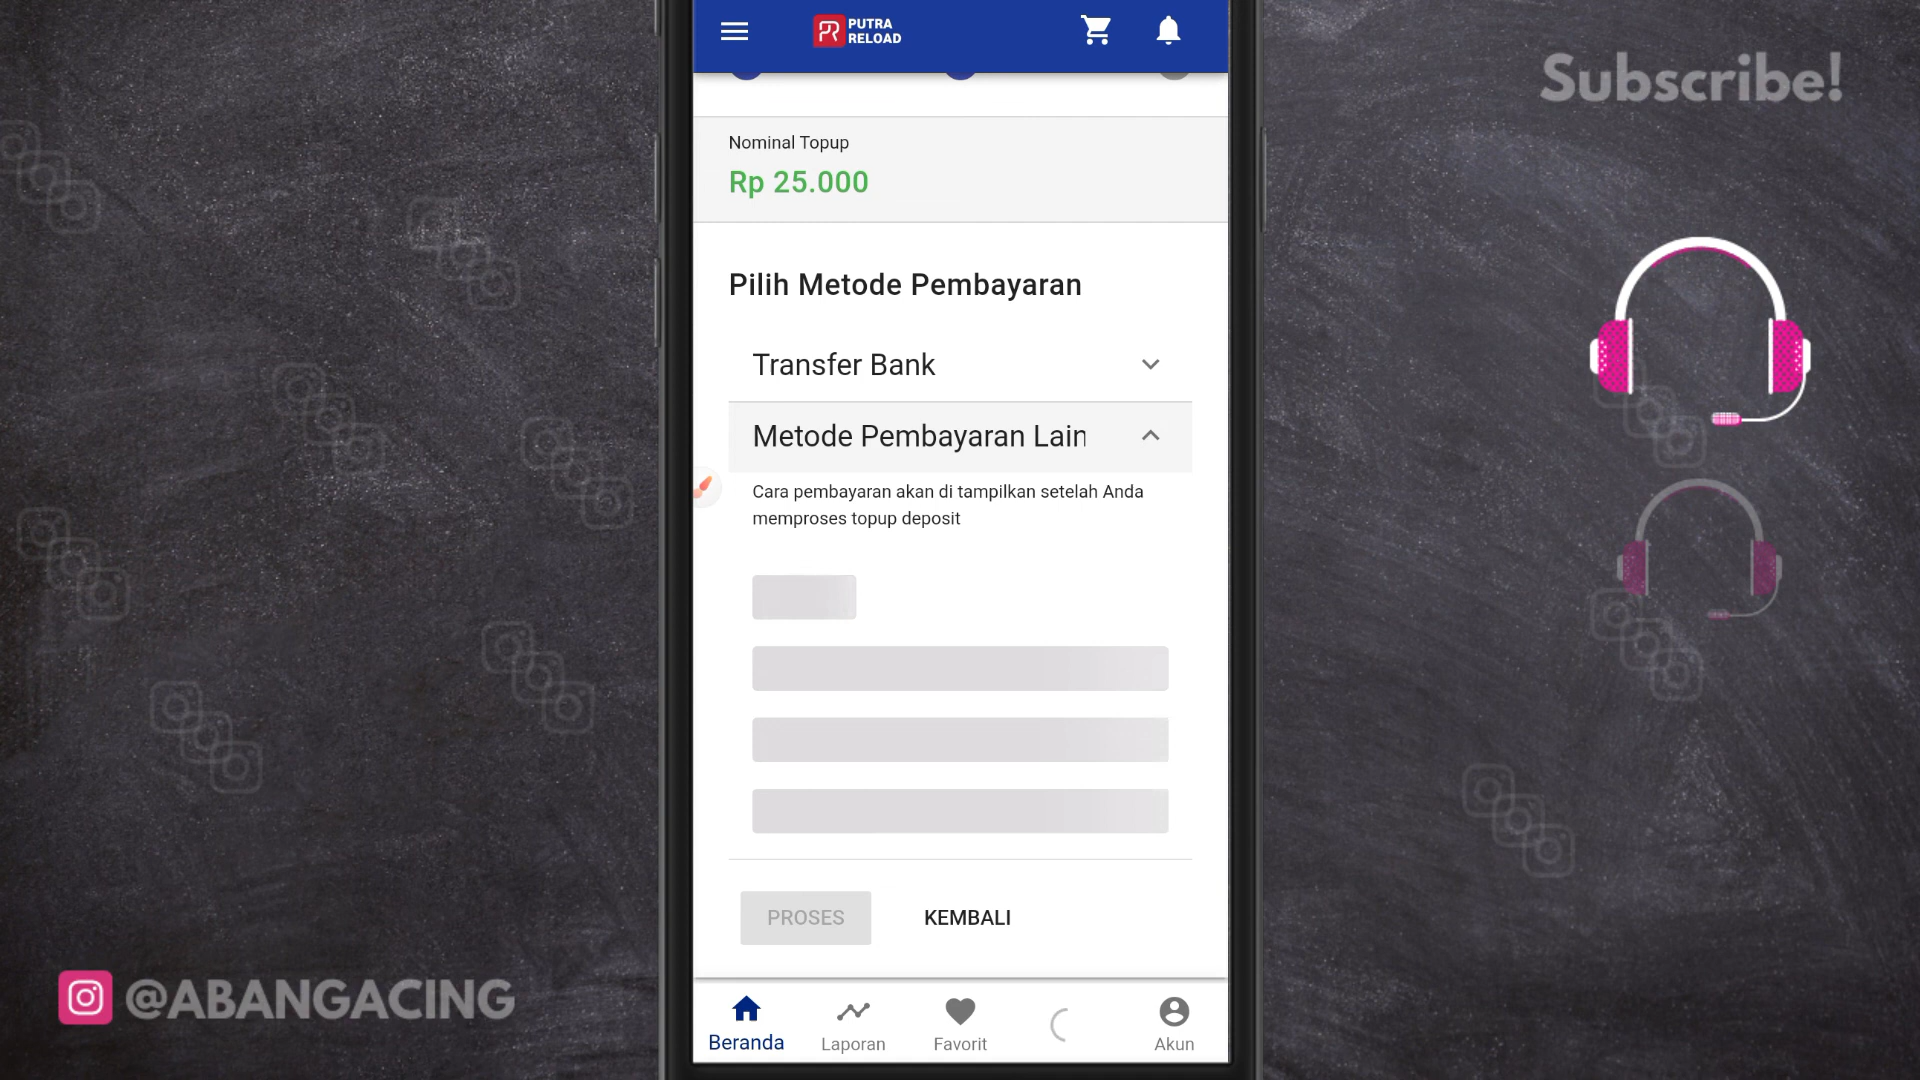 PUTRA
RELOAD
Subscribe!
Nominal Topup
Rp 25.000
Pilih Metode Pembayaran
Transfer Bank
Metode Pembayaran Lain
Cara pembayaran akan di tampilkan setelah Anda
memproses topup deposit
PROSES
KEMBALI
@ABANGACING
Beranda
Laporan
Favorit
Akun